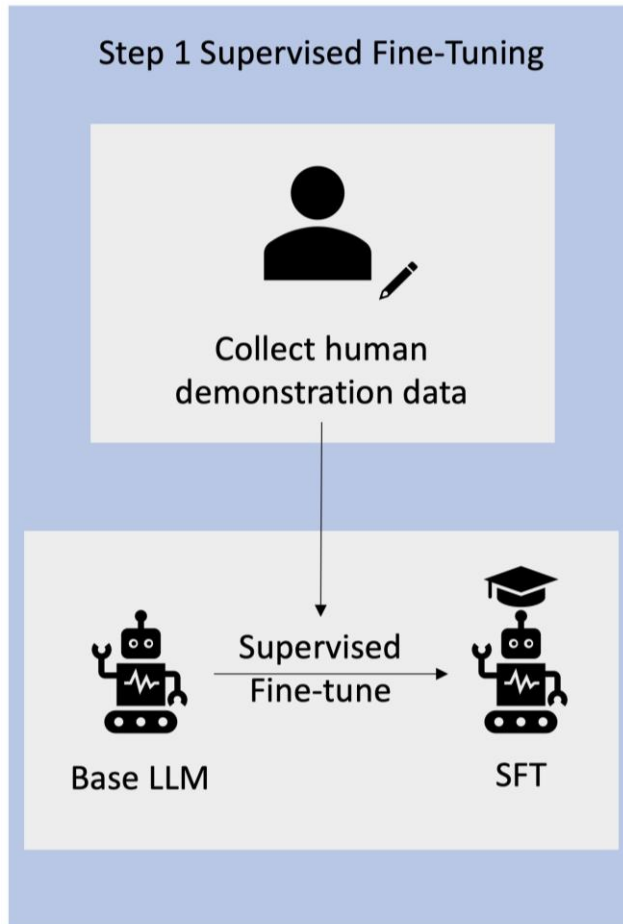 Step 1 Supervised Fine-Tuning
Collect human
demonstration data
Supervised
Fine-tune
Base LLM
SFT